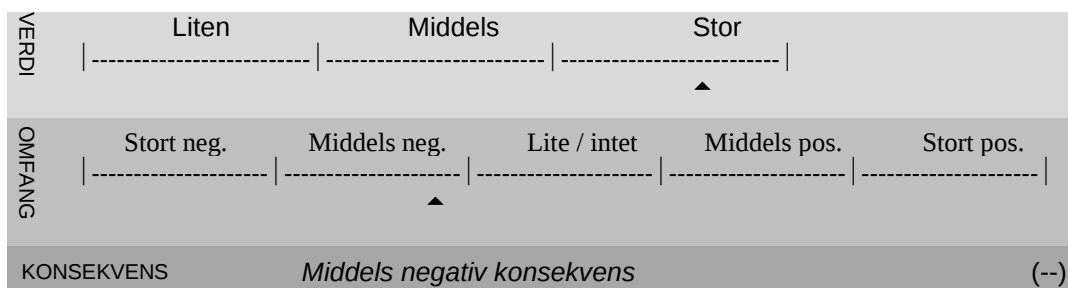 VERDI
Liten Middels Stor
|--------------------------|--------------------------|--------------------------|
OMFANG
Stort neg. Middels neg. Lite / intet Middels pos. Stort pos.
|---------------------|---------------------|---------------------|---------------------|---------------------|
KONSEKVENS Middels negativ konsekvens (--)